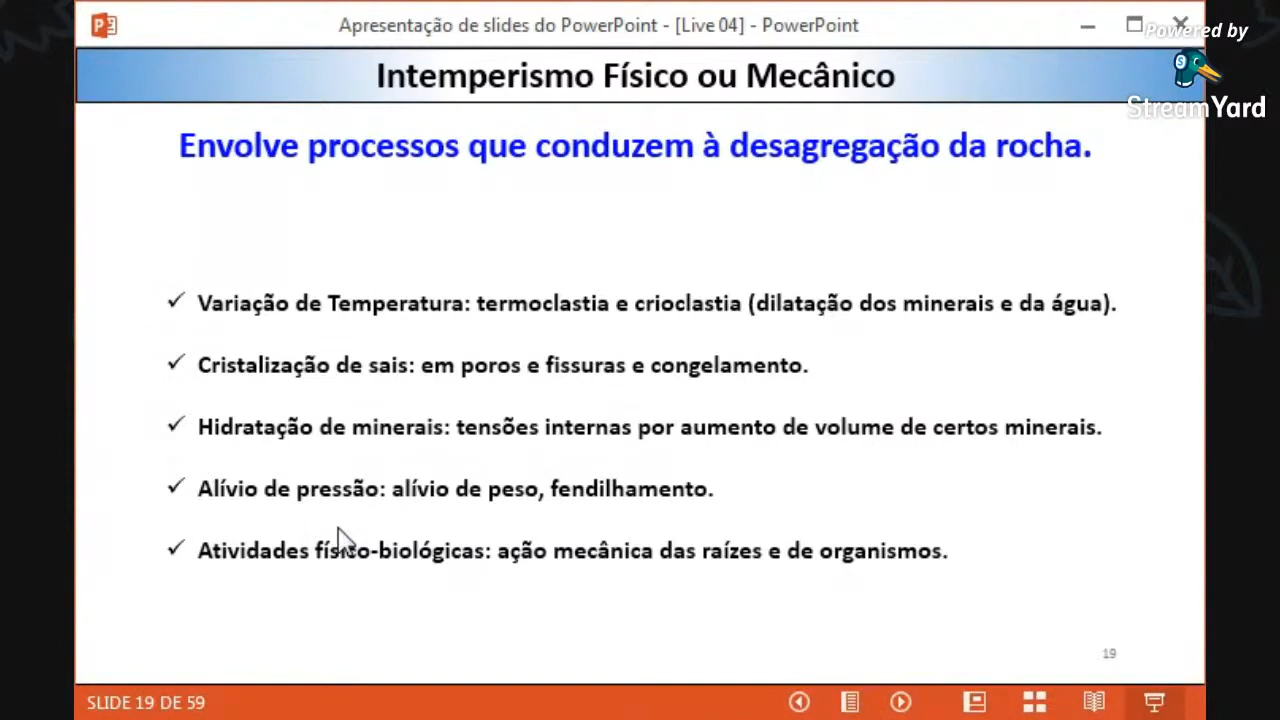 Apresentação de slides do PowerPoint - [Live 04] - PowerPoint
Powered by
StreamYard
Intemperismo Físico ou Mecânico
Envolve processos que conduzem à desagregação da rocha.
✓ Variação de Temperatura: termoclastia e crioclastia (dilatação dos minerais e da água).
✓ Cristalização de sais: em poros e fissuras e congelamento.
✓ Hidratação de minerais: tensões internas por aumento de volume de certos minerais.
✓ Alívio de pressão: alívio de peso, fendilhamento.
✓ Atividades físico-biológicas: ação mecânica das raízes e de organismos.
19
SLIDE 19 DE 59